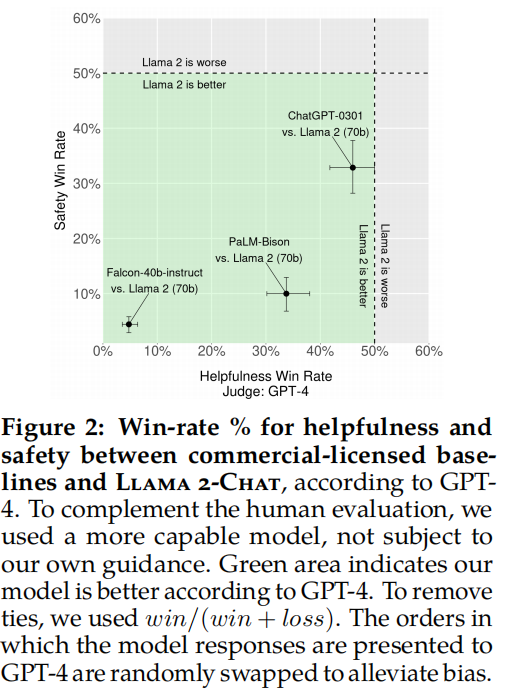 60%
Llama 2 is worse
50%
Llama 2 is better
ChatGPT-0301
vs. Llama 2 (70b)
40%
Safety Win Rate
30%
Llama 2 is better
Llama 2 is worse
20%
PaLM-Bison
vs. Llama 2 (70b)
Falcon-40b-instruct
vs. Llama 2 (70b)
10%
0% 10% 20% 30% 40% 50% 60%
Helpfulness Win Rate
Judge: GPT-4
Figure 2: Win-rate % for helpfulness and
safety between commercial-licensed base-
lines and LLAMA 2-CHAT, according to GPT-
4. To complement the human evaluation, we
used a more capable model, not subject to
our own guidance. Green area indicates our
model is better according to GPT-4. To remove
ties, we used win/(win + loss). The orders in
which the model responses are presented to
GPT-4 are randomly swapped to alleviate bias.